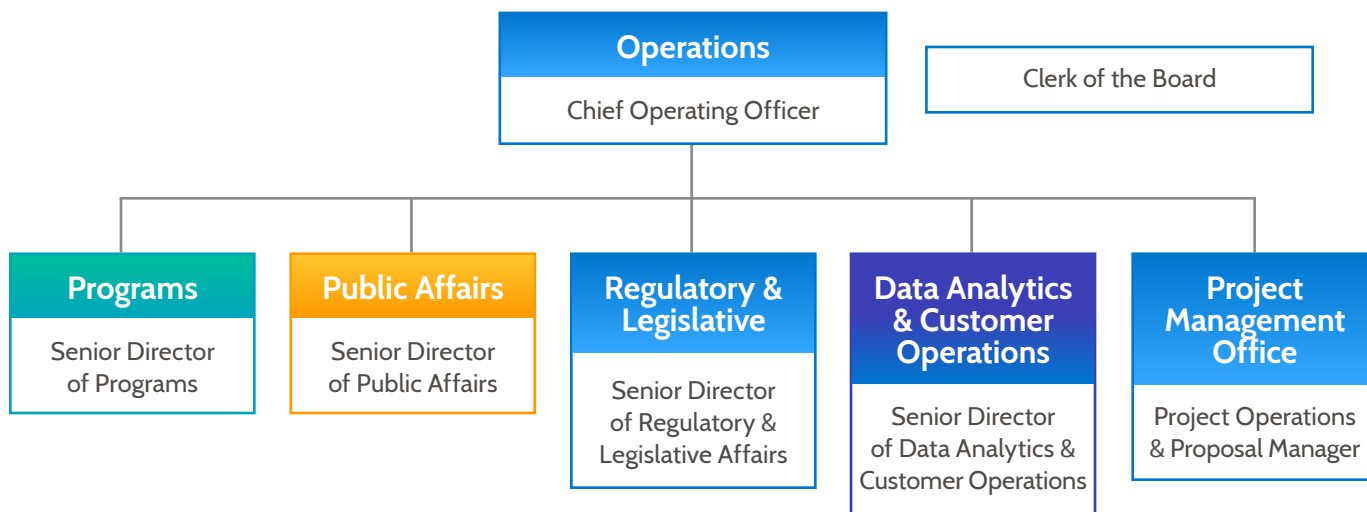 Operations
Chief Operating Officer
Clerk of the Board
Programs
Senior Director
of Programs
Public Affairs
Senior Director
of Public Affairs
Regulatory &
Legislative
Senior Director
of Regulatory &
Legislative Affairs
Data Analytics
& Customer
Operations
Senior Director
of Data Analytics &
Customer Operations
Project
Management
Office
Project Operations
& Proposal Manager